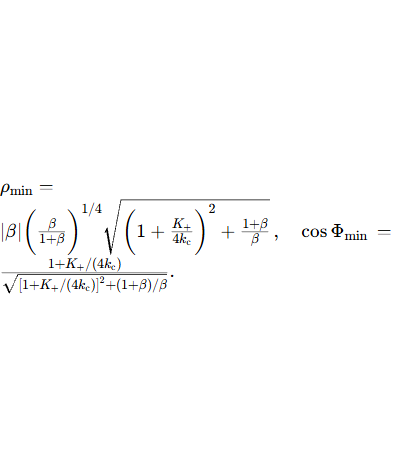 ρ_min =
|β| (β/(1+β))^{1/4} √((1 + K_+/(4k_c))^2 + (1+β)/β) ,   cos Φ_min =
(1+K_+/(4k_c))/√([1+K_+/(4k_c)]^2+(1+β)/β) .